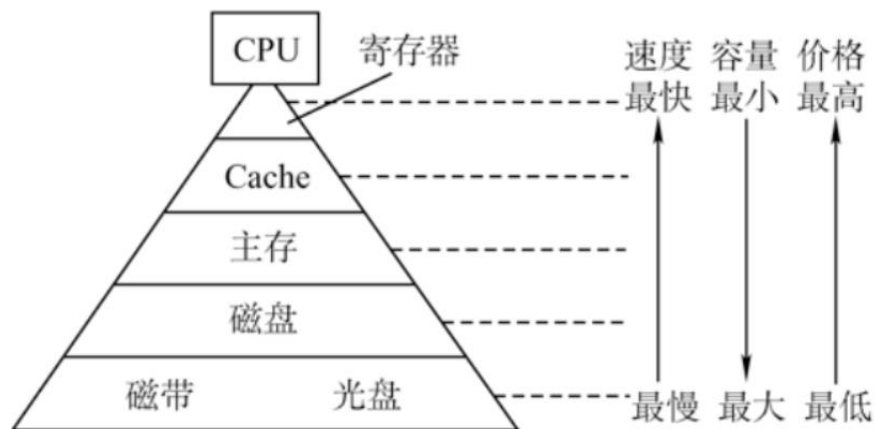 CPU
寄存器
速度 容量 价格
最快 最小 最高
Cache
主存
磁盘
磁带 光盘
最慢 最大 最低